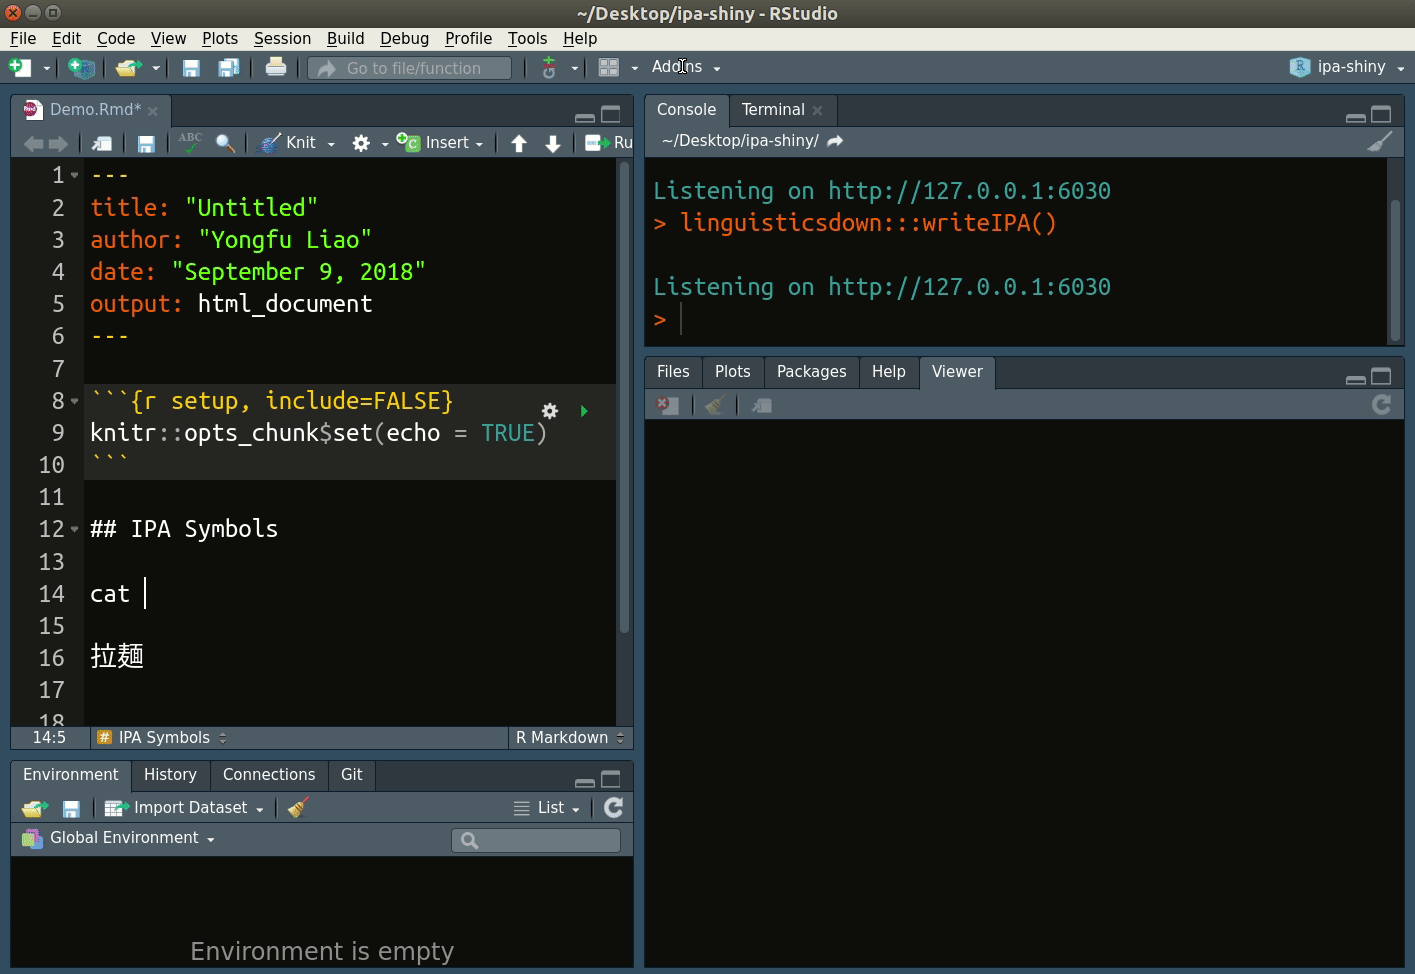 ~/Desktop/ipa-shiny - RStudio
File Edit Code View Plots Session Build Debug Profile Tools Help
Go to file/function
Addins
ipa-shiny
Demo.Rmd*
ABC
Knit
Insert
Ru
1 ---
2 title: "Untitled"
3 author: "Yongfu Liao"
4 date: "September 9, 2018"
5 output: html_document
6 ---
7
8 ```{r setup, include=FALSE}
9 knitr::opts_chunk$set(echo = TRUE)
10 ```
11
12 ## IPA Symbols
13
14 cat
15
16 拉麵
17
18
14:5 # IPA Symbols R Markdown
Environment History Connections Git
Import Dataset List
Global Environment
Environment is empty
Console Terminal
~/Desktop/ipa-shiny/
Listening on http://127.0.0.1:6030
> linguisticsdown:::writeIPA()
Listening on http://127.0.0.1:6030
>
Files Plots Packages Help Viewer